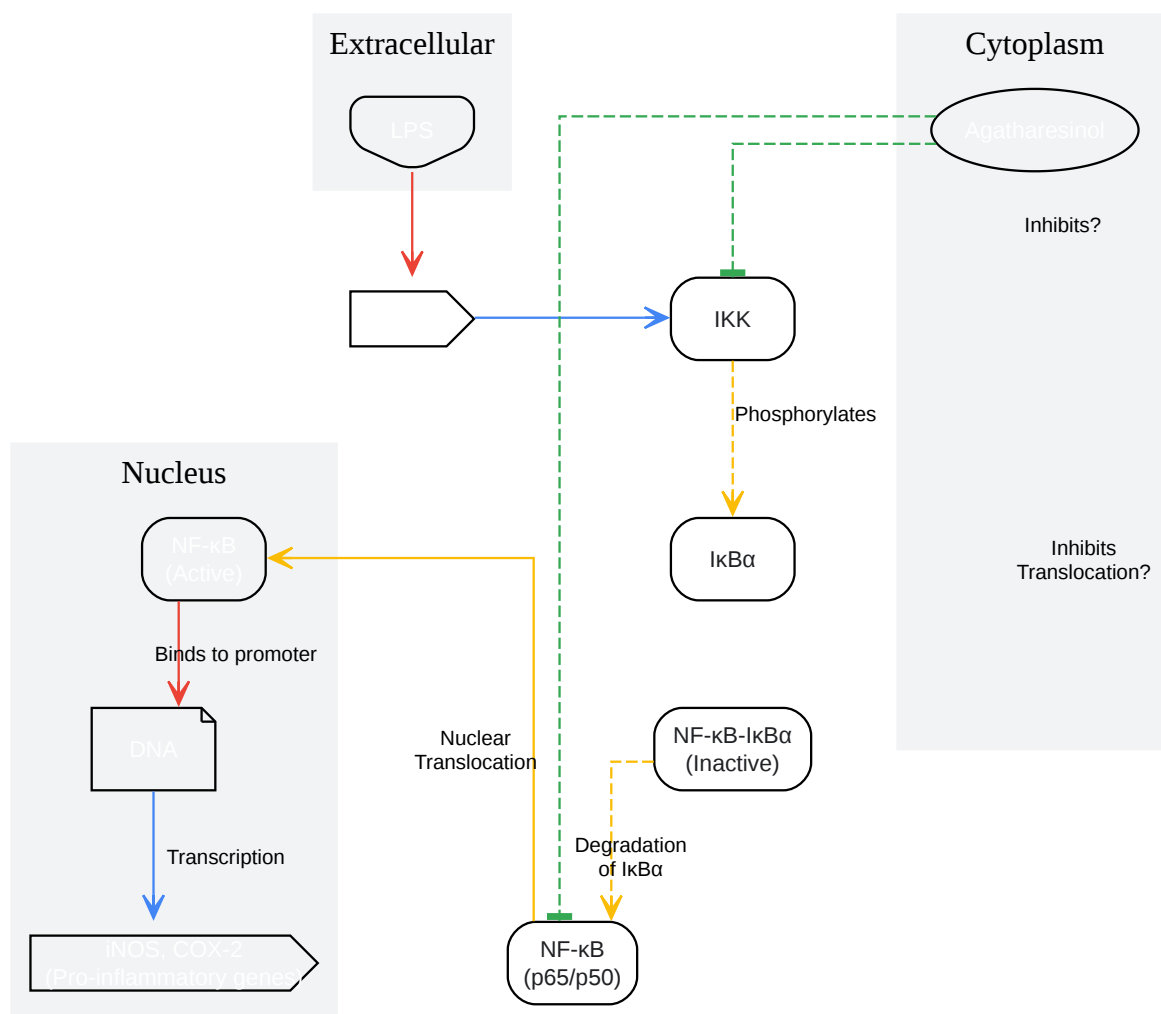 Extracellular
Cytoplasm
LPS
Agatharesinol
Inhibits?
IKK
Phosphorylates
Nucleus
NF-κB
(Active)
IκBα
Inhibits
Translocation?
Binds to promoter
DNA
Nuclear
Translocation
NF-κB-IκBα
(Inactive)
Transcription
Degradation
of IκBα
iNOS, COX-2
(Pro-inflammatory genes)
NF-κB
(p65/p50)